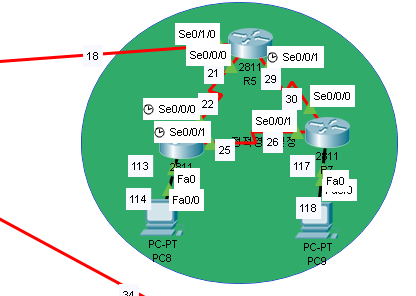 Se0/1/0
18
Se0/0/0
Se0/0/1
2811
R5
21
29
22
30
Se0/0/0
Se0/0/0
Se0/0/1
Se0/0/1
25
26
2811
2811
113
117
Fa0
Fa0
114
Fa0/0
118
PC-PT
PC8
PC-PT
PC9
34